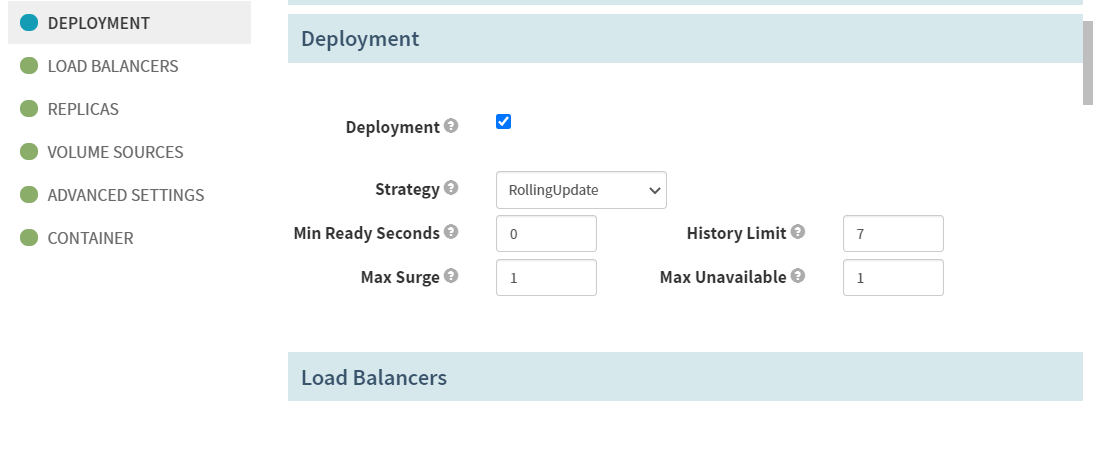 DEPLOYMENT
LOAD BALANCERS
REPLICAS
VOLUME SOURCES
ADVANCED SETTINGS
CONTAINER
Deployment
Deployment ?
Strategy ? RollingUpdate
Min Ready Seconds ? 0 History Limit ? 7
Max Surge ? 1 Max Unavailable ? 1
Load Balancers